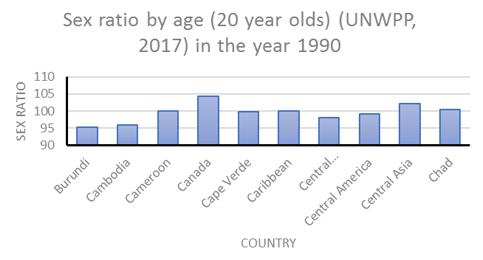 Sex ratio by age (20 year olds) (UNWPP,
2017) in the year 1990
SEX RATIO
110
105
100
95
90
Burundi
Cambodia
Cameroon
Canada
Cape Verde
Caribbean
Central...
Central America
Central Asia
Chad
COUNTRY